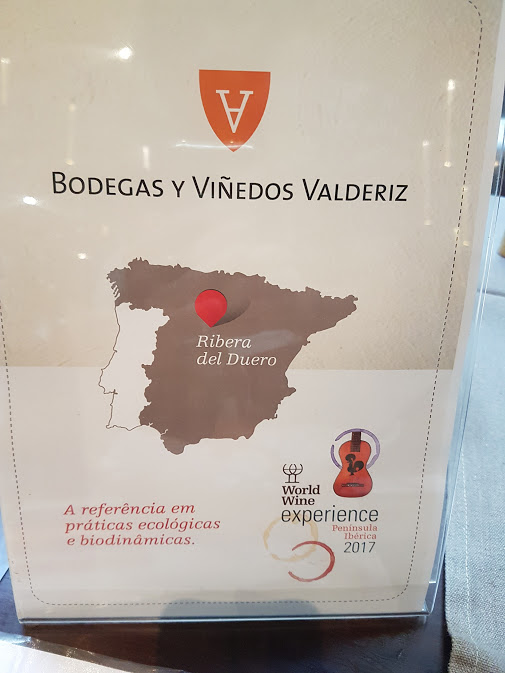 ∀
BODEGAS Y VIÑEDOS VALDERIZ
Ribera
del Duero
A referência em
práticas ecológicas
e biodinâmicas.
World
Wine
experience
Península
Ibérica
2017